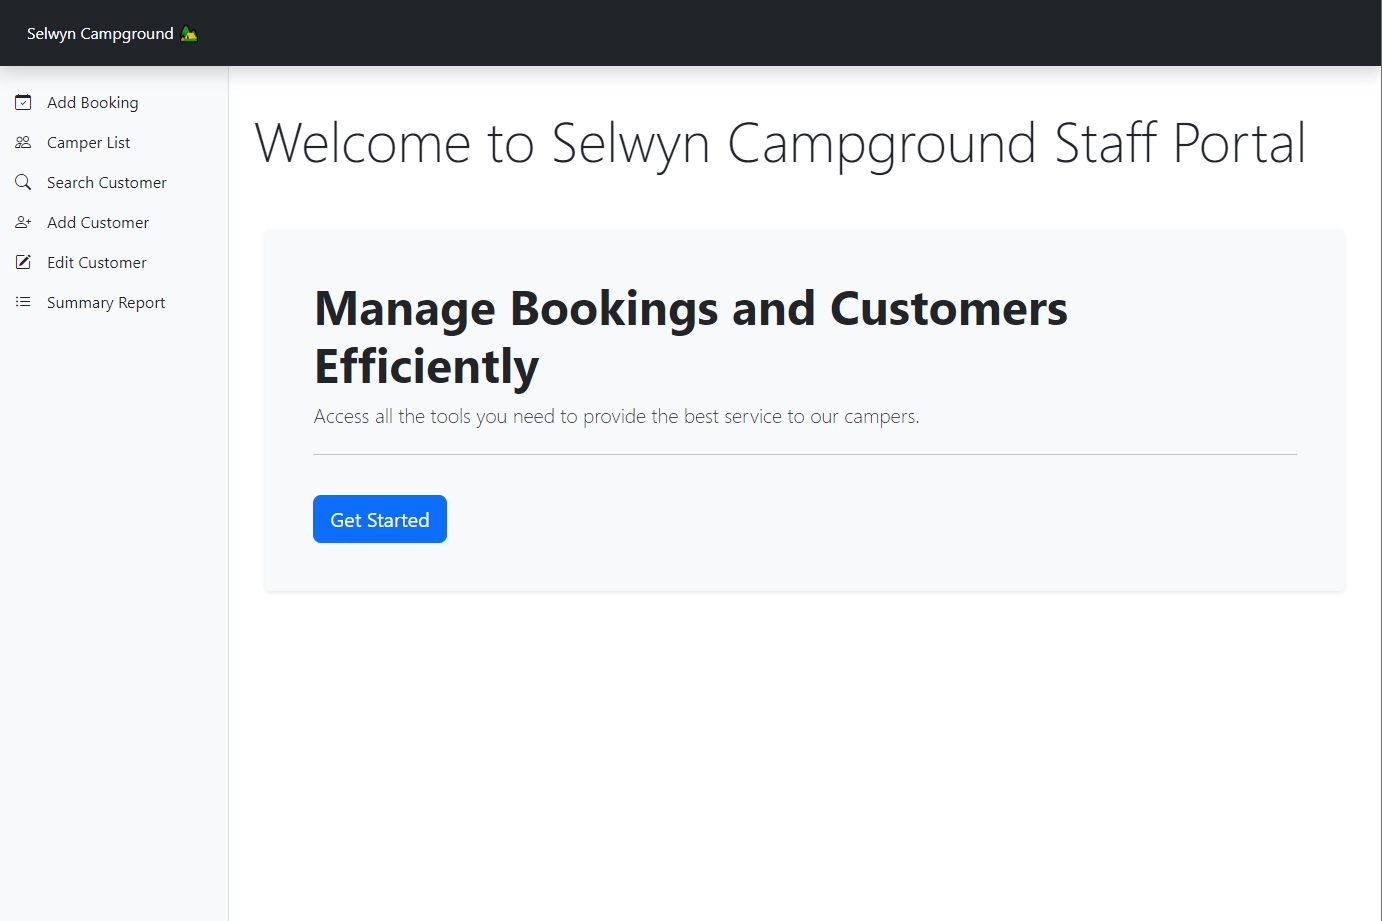 Selwyn Campground
Add Booking
Camper List
Search Customer
Add Customer
Edit Customer
Summary Report
Welcome to Selwyn Campground Staff Portal
Manage Bookings and Customers
Efficiently
Access all the tools you need to provide the best service to our campers.
Get Started